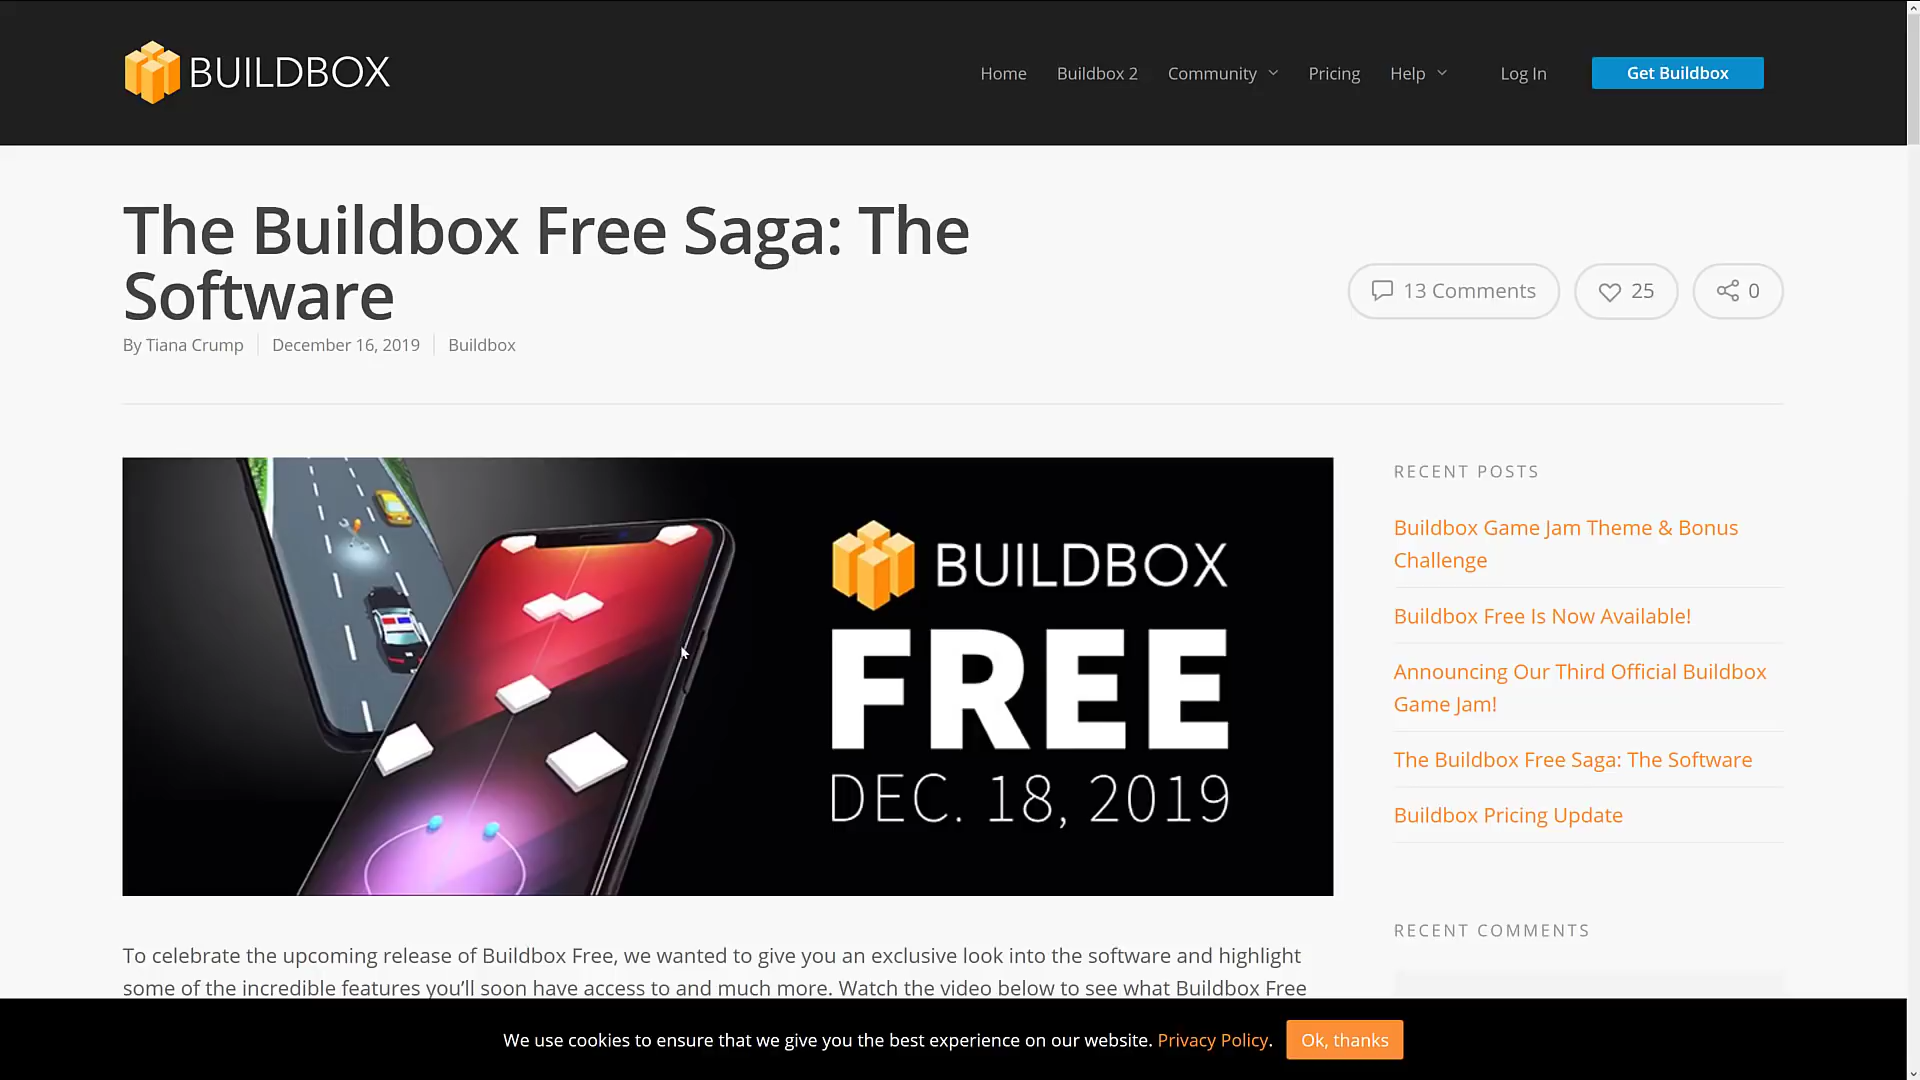 BUILDBOX
Home
Buildbox 2
Community
Pricing
Help
Log In
Get Buildbox
The Buildbox Free Saga: The
Software
13 Comments
25
0
By Tiana Crump
December 16, 2019
Buildbox
BUILDBOX
FREE
DEC. 18, 2019
To celebrate the upcoming release of Buildbox Free, we wanted to give you an exclusive look into the software and highlight
some of the incredible features you'll soon have access to and much more. Watch the video below to see what Buildbox Free
RECENT POSTS
Buildbox Game Jam Theme & Bonus
Challenge
Buildbox Free Is Now Available!
Announcing Our Third Official Buildbox
Game Jam!
The Buildbox Free Saga: The Software
Buildbox Pricing Update
RECENT COMMENTS
We use cookies to ensure that we give you the best experience on our website. Privacy Policy.
Ok, thanks